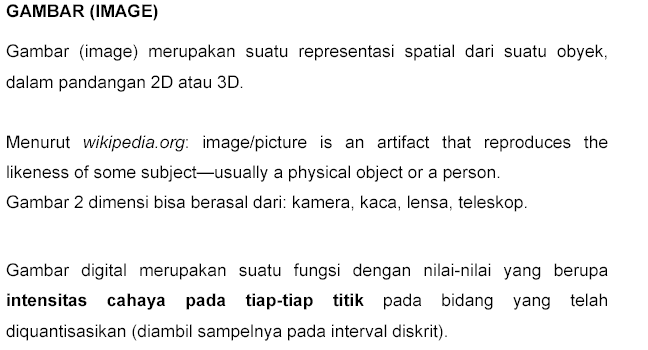 GAMBAR (IMAGE)
Gambar (image) merupakan suatu representasi spatial dari suatu obyek,
dalam pandangan 2D atau 3D.
Menurut wikipedia.org: image/picture is an artifact that reproduces the
likeness of some subject—usually a physical object or a person.
Gambar 2 dimensi bisa berasal dari: kamera, kaca, lensa, teleskop.
Gambar digital merupakan suatu fungsi dengan nilai-nilai yang berupa
intensitas cahaya pada tiap-tiap titik pada bidang yang telah
diquantisasikan (diambil sampelnya pada interval diskrit).